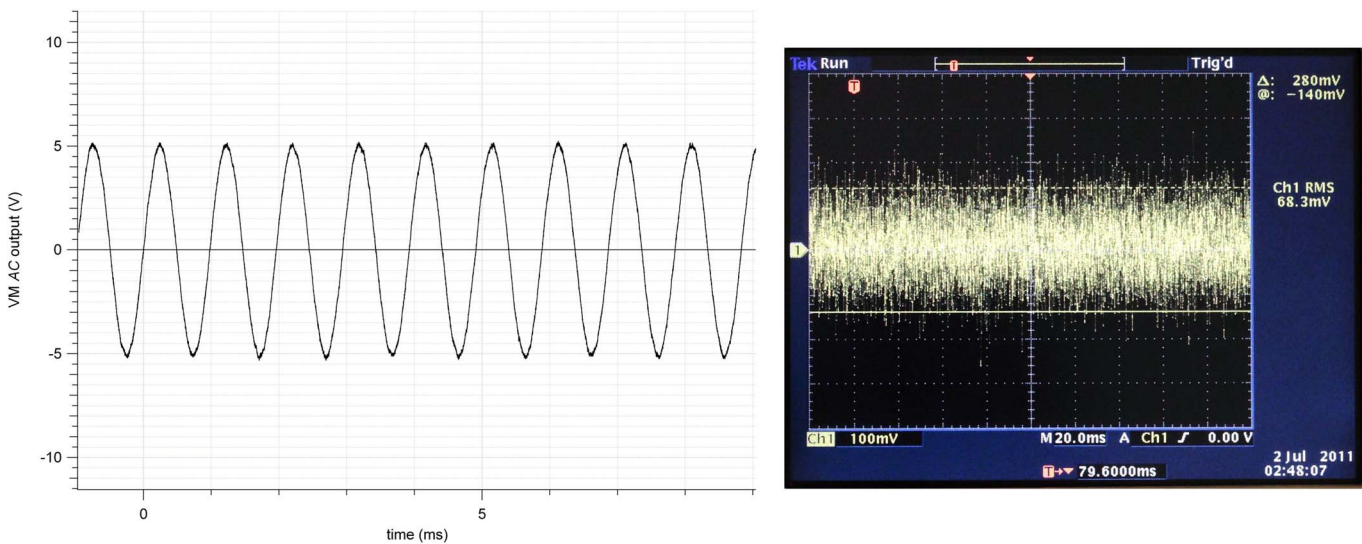 10
5
0
-5
-10
VM AC output (V)
0 5
time (ms)
Tek Run Trig'd
T
T
Δ: 280mV
@: -140mV
Ch1 RMS
68.3mV
1
Ch1 100mV M 20.0ms A Ch1 0.00 V
T 79.6000ms
2 Jul 2011
02:48:07